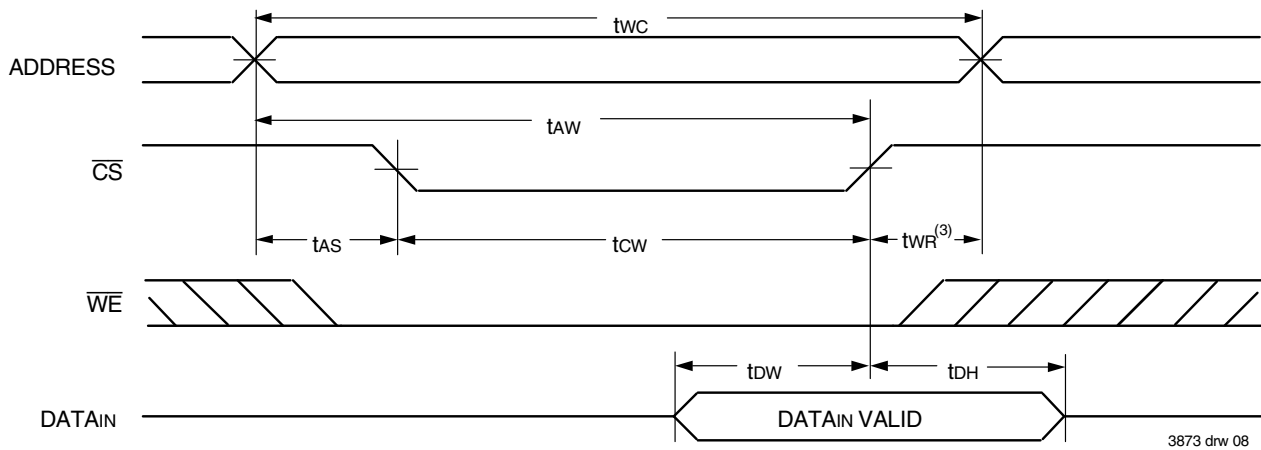 tWC
ADDRESS
tAW
CS
tAS
tCW
tWR(3)
WE
tDW
tDH
DATAIN
DATAIN VALID
3873 drw 08